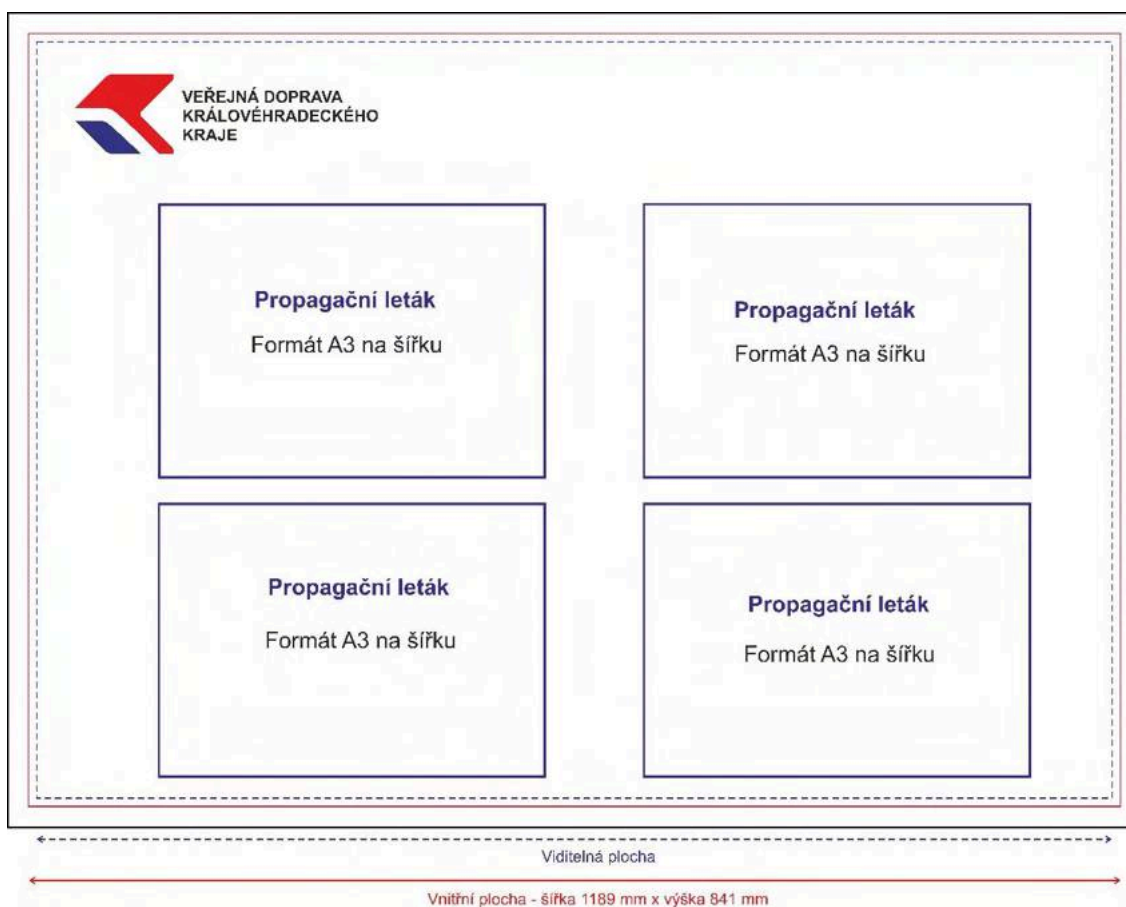 VEŘEJNÁ DOPRAVA
KRÁLOVÉHRADECKÉHO
KRAJE
Propagační leták
Formát A3 na šířku
Propagační leták
Formát A3 na šířku
Propagační leták
Formát A3 na šířku
Propagační leták
Formát A3 na šířku
Viditelná plocha
Vnitřní plocha - šířka 1189 mm x výška 841 mm